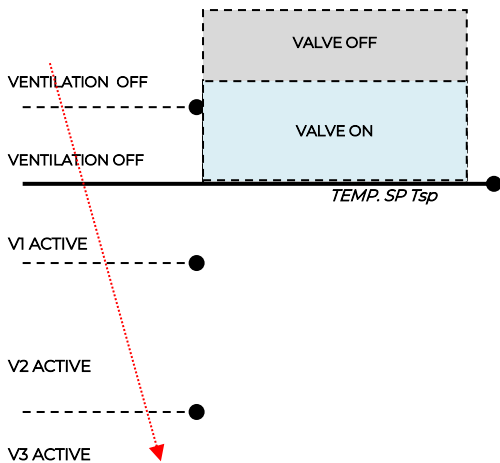 VALVE OFF
VENTILATION  OFF
VALVE ON
VENTILATION OFF
TEMP. SP Tsp
V1 ACTIVE
V2 ACTIVE
V3 ACTIVE